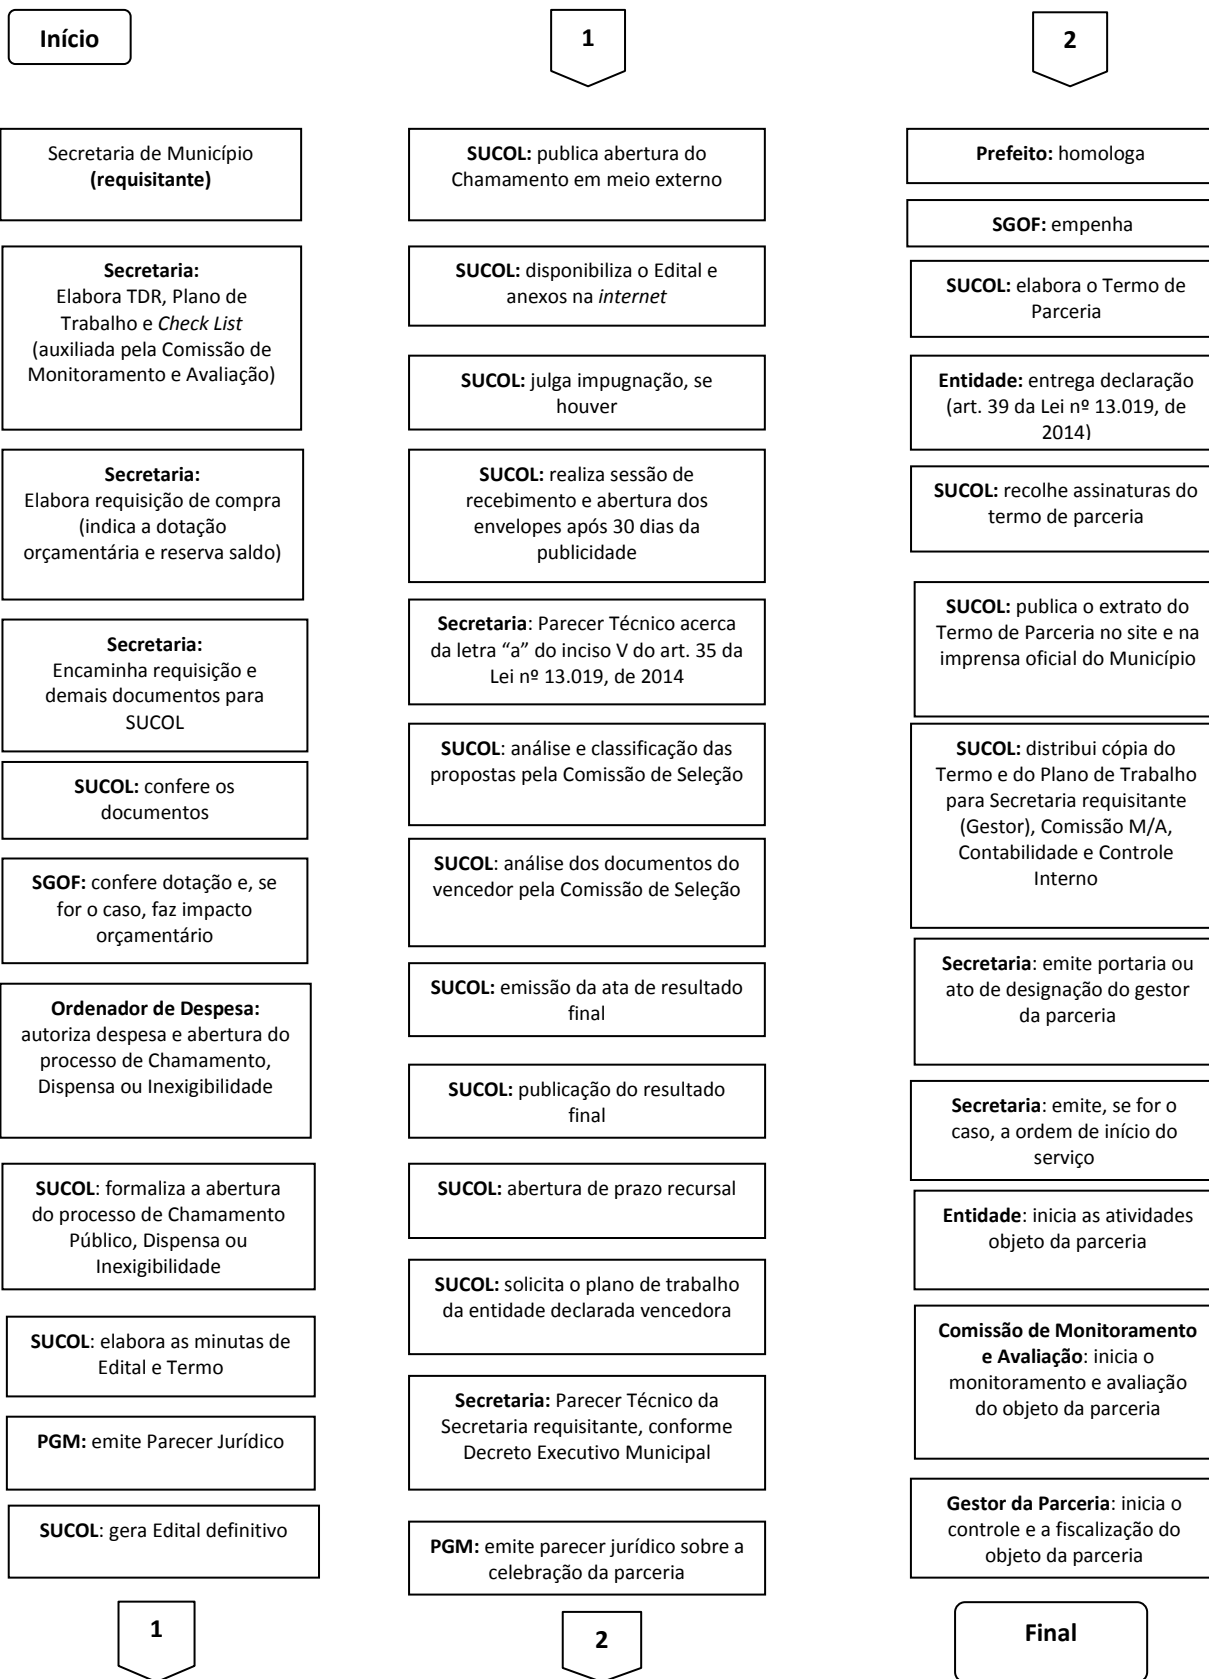 Início
Secretaria de Município
(requisitante)
Secretaria:
Elabora TDR, Plano de
Trabalho e Check List
(auxiliada pela Comissão de
Monitoramento e Avaliação)
Secretaria:
Elabora requisição de compra
(indica a dotação
orçamentária e reserva saldo)
Secretaria:
Encaminha requisição e
demais documentos para
SUCOL
SUCOL: confere os
documentos
SGOF: confere dotação e, se
for o caso, faz impacto
orçamentário
Ordenador de Despesa:
autoriza despesa e abertura do
processo de Chamamento,
Dispensa ou Inexigibilidade
SUCOL: formaliza a abertura
do processo de Chamamento
Público, Dispensa ou
Inexigibilidade
SUCOL: elabora as minutas de
Edital e Termo
PGM: emite Parecer Jurídico
SUCOL: gera Edital definitivo
1
1
SUCOL: publica abertura do
Chamamento em meio externo
SUCOL: disponibiliza o Edital e
anexos na internet
SUCOL: julga impugnação, se
houver
SUCOL: realiza sessão de
recebimento e abertura dos
envelopes após 30 dias da
publicidade
Secretaria: Parecer Técnico acerca
da letra “a” do inciso V do art. 35 da
Lei nº 13.019, de 2014
SUCOL: análise e classificação das
propostas pela Comissão de Seleção
SUCOL: análise dos documentos do
vencedor pela Comissão de Seleção
SUCOL: emissão da ata de resultado
final
SUCOL: publicação do resultado
final
SUCOL: abertura de prazo recursal
SUCOL: solicita o plano de trabalho
da entidade declarada vencedora
Secretaria: Parecer Técnico da
Secretaria requisitante, conforme
Decreto Executivo Municipal
PGM: emite parecer jurídico sobre a
celebração da parceria
2
2
Prefeito: homologa
SGOF: empenha
SUCOL: elabora o Termo de
Parceria
Entidade: entrega declaração
(art. 39 da Lei nº 13.019, de
2014)
SUCOL: recolhe assinaturas do
termo de parceria
SUCOL: publica o extrato do
Termo de Parceria no site e na
imprensa oficial do Município
SUCOL: distribui cópia do
Termo e do Plano de Trabalho
para Secretaria requisitante
(Gestor), Comissão M/A,
Contabilidade e Controle
Interno
Secretaria: emite portaria ou
ato de designação do gestor
da parceria
Secretaria: emite, se for o
caso, a ordem de início do
serviço
Entidade: inicia as atividades
objeto da parceria
Comissão de Monitoramento
e Avaliação: inicia o
monitoramento e avaliação
do objeto da parceria
Gestor da Parceria: inicia o
controle e a fiscalização do
objeto da parceria
Final